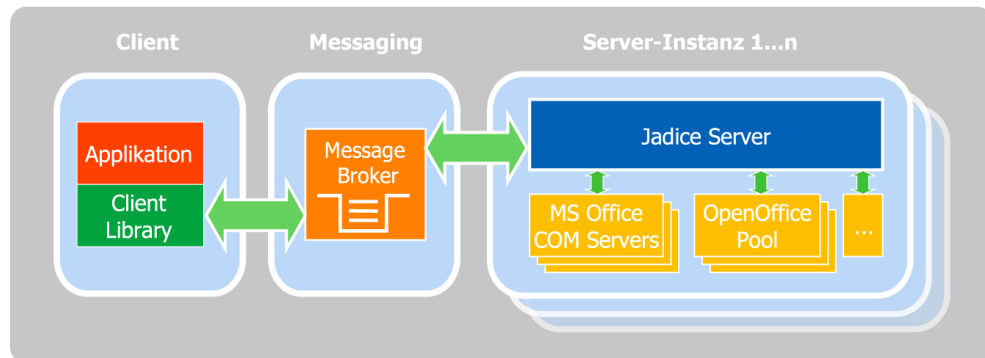 Client
Messaging
Server-Instanz 1...n
Applikation
Client
Library
Message
Broker
Jadice Server
MS Office
COM Servers
OpenOffice
Pool
...